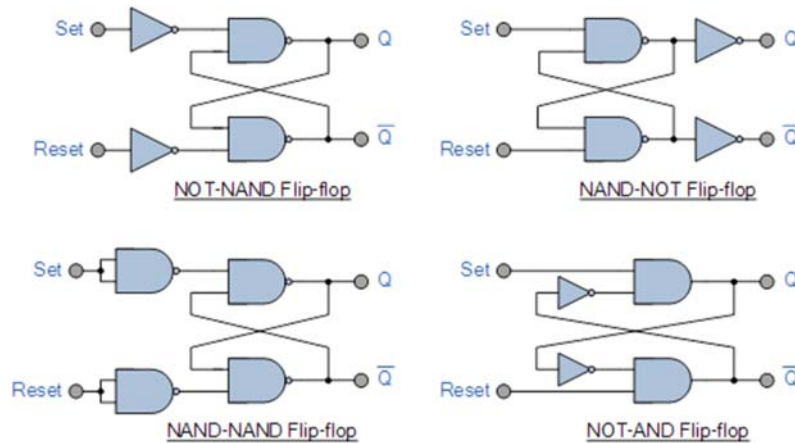 Set
Q
Reset
Q̅
NOT-NAND Flip-flop
Set
Q
Reset
Q̅
NAND-NOT Flip-flop
Set
Q
Reset
Q̅
NAND-NAND Flip-flop
Set
Q
Reset
Q̅
NOT-AND Flip-flop